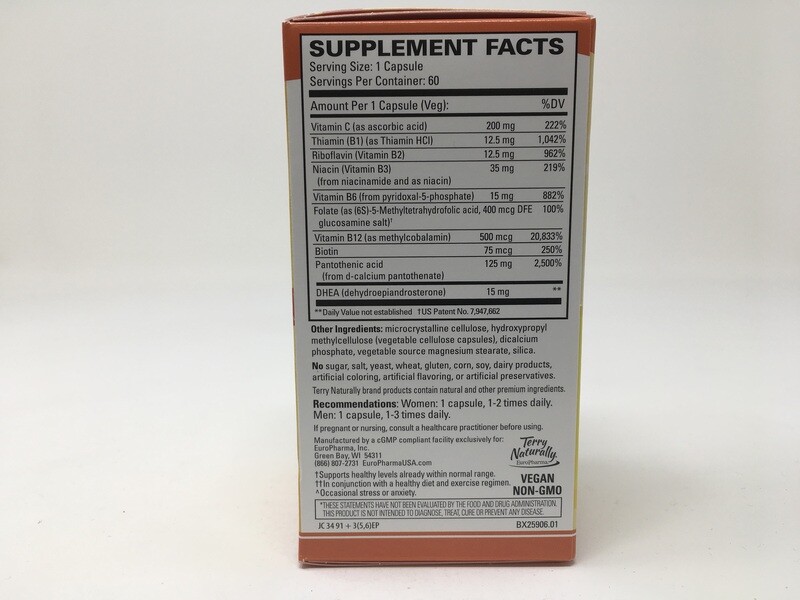 SUPPLEMENT FACTS
Serving Size: 1 Capsule
Servings Per Container: 60
Amount Per 1 Capsule (Veg): %DV
Vitamin C (as ascorbic acid) 200 mg 222%
Thiamin (B1) (as Thiamin HCl) 12.5 mg 1,042%
Riboflavin (Vitamin B2) 12.5 mg 962%
Niacin (Vitamin B3) 35 mg 219%
(from niacinamide and as niacin)
Vitamin B6 (from pyridoxal-5-phosphate) 15 mg 882%
Folate (as (6S)-5-Methyltetrahydrofolic acid, 400 mcg DFE 100%
glucosamine salt)†
Vitamin B12 (as methylcobalamin) 500 mcg 20,833%
Biotin 75 mcg 250%
Pantothenic acid 125 mg 2,500%
(from d-calcium pantothenate)
DHEA (dehydroepiandrosterone) 15 mg **
**Daily Value not established †US Patent No. 7,947,662
Other Ingredients: microcrystalline cellulose, hydroxypropyl
methylcellulose (vegetable cellulose capsules), dicalcium
phosphate, vegetable source magnesium stearate, silica.
No sugar, salt, yeast, wheat, gluten, corn, soy, dairy products,
artificial coloring, artificial flavoring, or artificial preservatives.
Terry Naturally brand products contain natural and other premium ingredients.
Recommendations: Women: 1 capsule, 1-2 times daily.
Men: 1 capsule, 1-3 times daily.
If pregnant or nursing, consult a healthcare practitioner before using.
Manufactured by a cGMP compliant facility exclusively for:
EuroPharma, Inc.
Green Bay, WI 54311
(866) 807-2731 EuroPharmaUSA.com
Terry
Naturally
EuroPharma
†Supports healthy levels already within normal range.
††In conjunction with a healthy diet and exercise regimen.
^Occasional stress or anxiety.
VEGAN
NON-GMO
*THESE STATEMENTS HAVE NOT BEEN EVALUATED BY THE FOOD AND DRUG ADMINISTRATION.
THIS PRODUCT IS NOT INTENDED TO DIAGNOSE, TREAT, CURE OR PREVENT ANY DISEASE.
JC 34 91 + 3(5,6)EP BX25906.01